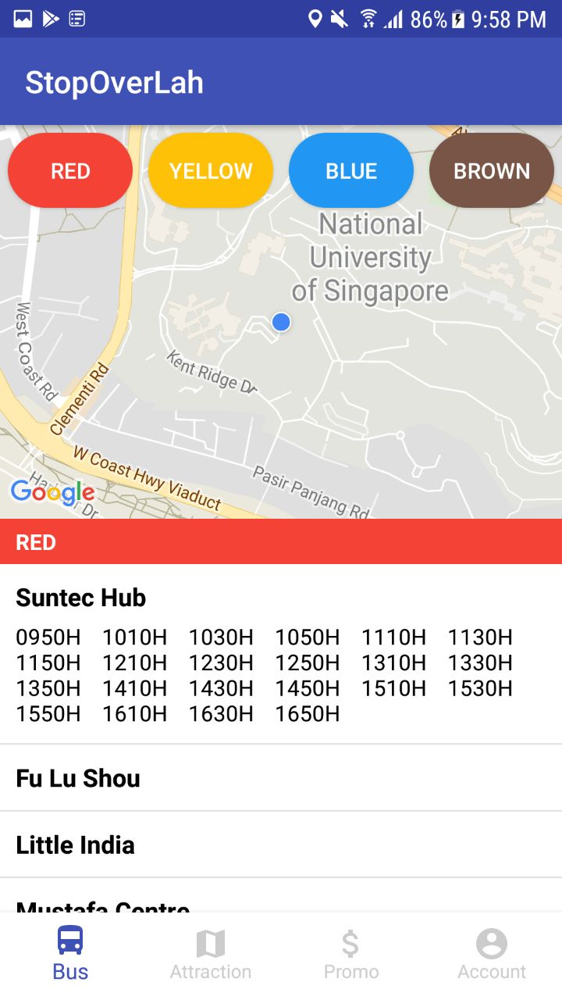 86% 9:58 PM
StopOverLah
RED YELLOW BLUE BROWN
National
University
of Singapore
West Coast Rd
Clementi Rd
Kent Ridge Dr
W Coast Hwy Viaduct
Pasir Panjang Rd
Google
RED
Suntec Hub
0950H 1010H 1030H 1050H 1110H 1130H
1150H 1210H 1230H 1250H 1310H 1330H
1350H 1410H 1430H 1450H 1510H 1530H
1550H 1610H 1630H 1650H
Fu Lu Shou
Little India
Mustafa Centre
Bus Attraction Promo Account